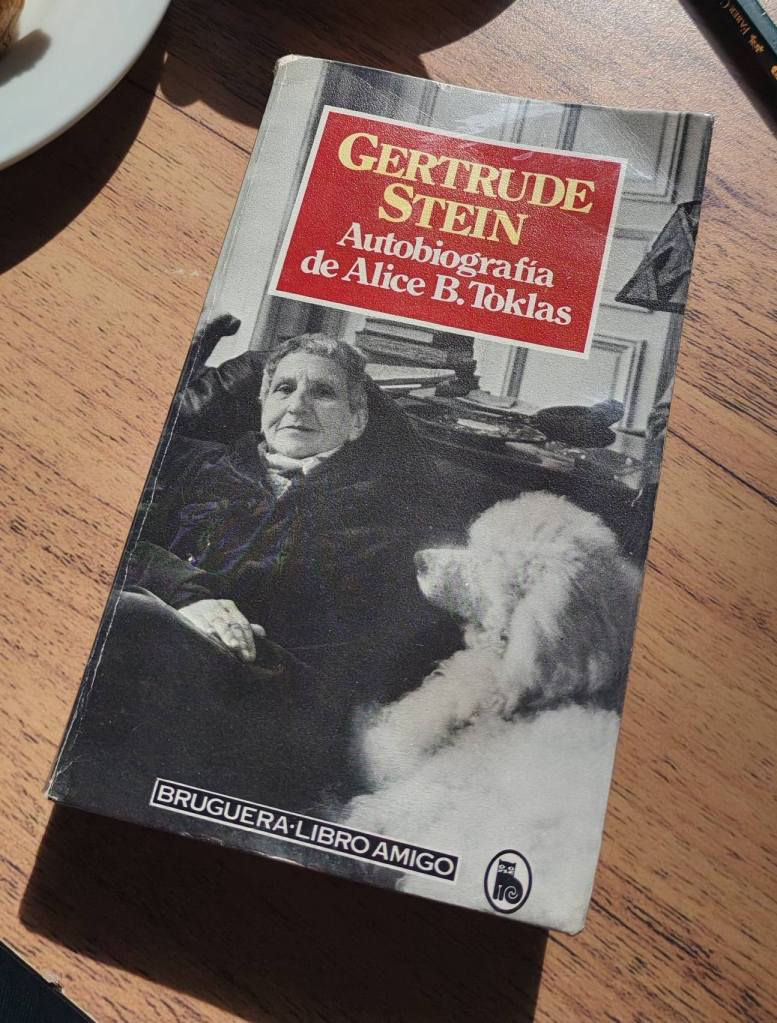 GERTRUDE
STEIN
Autobiografía
de Alice B. Toklas
BRUGUERA·LIBRO AMIGO